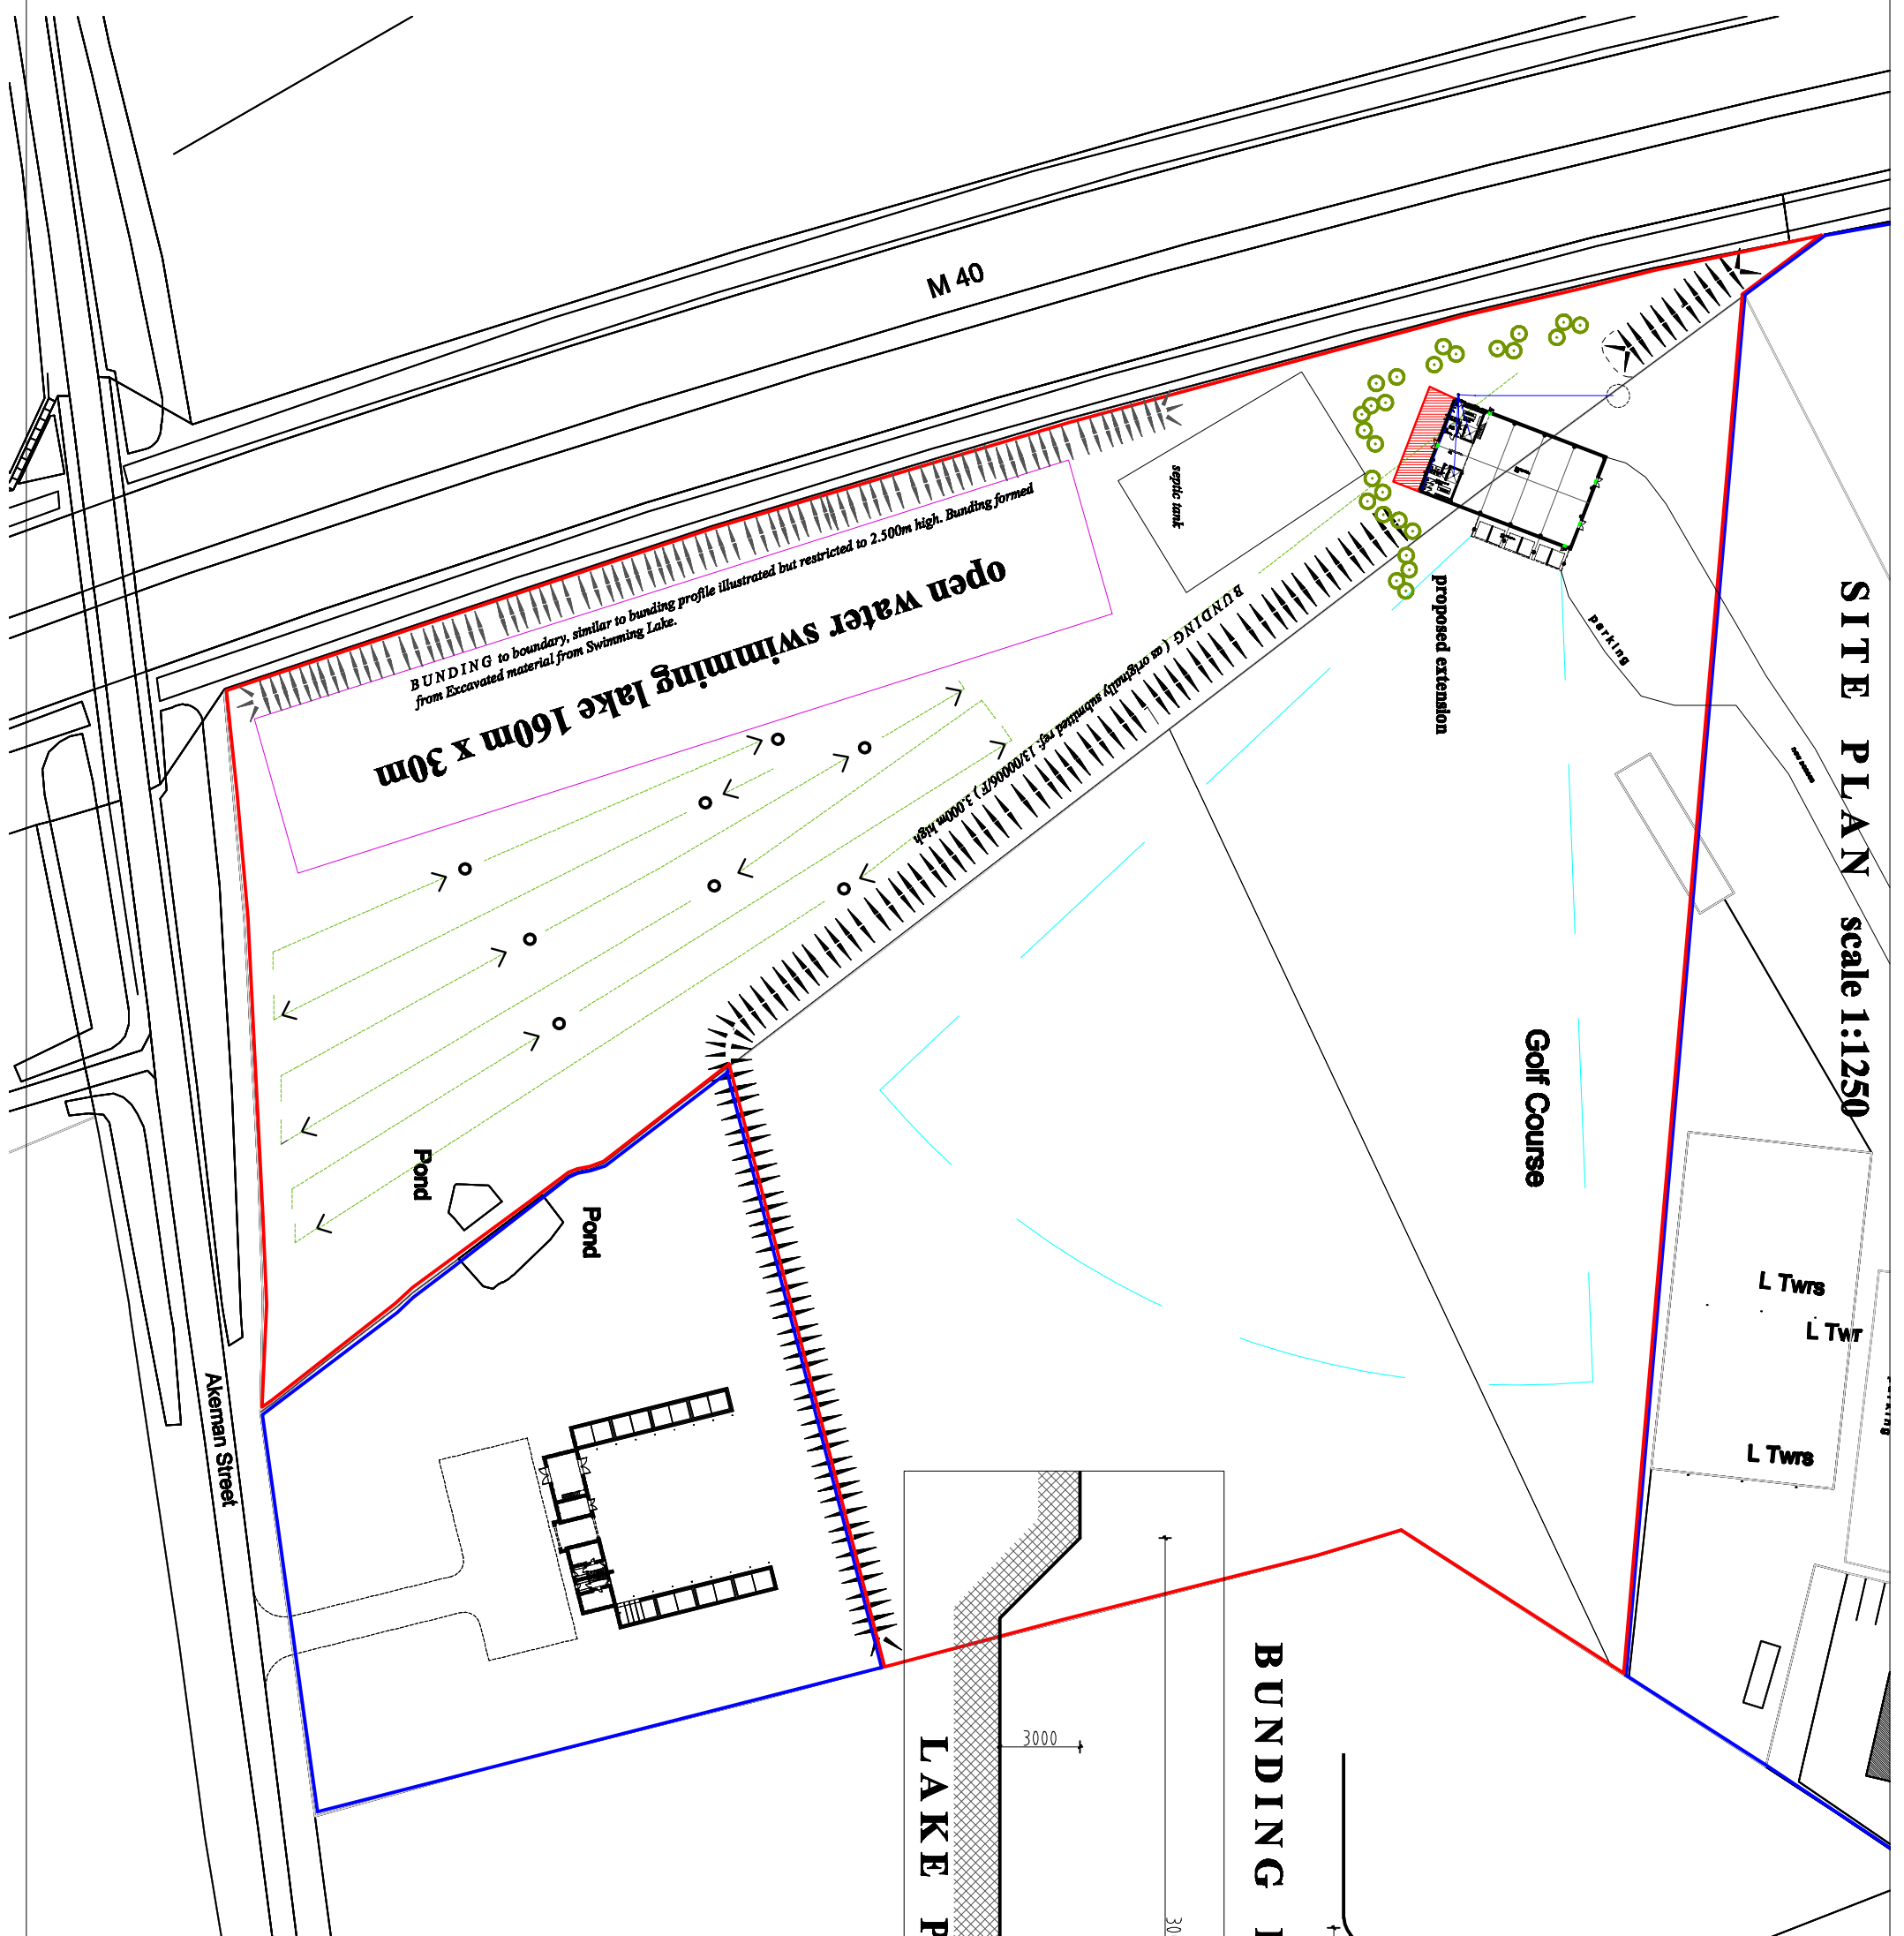 M 40
SITE PLAN scale 1:1250
septic tank
BUNDING to boundary, similar to bunding profile illustrated but restricted to 2.500m high. Bunding formed
from Excavated material from Swimming Lake.
open water swimming lake 160m x 30m
BUNDING ( as originally submitted ref: 13/00006/F ) 3.000m high
proposed extension
parking
Golf Course
Pond
Pond
L Twrs
L Twr
L Twrs
parking
Akeman Street
3000
30
LAKE P
BUNDING